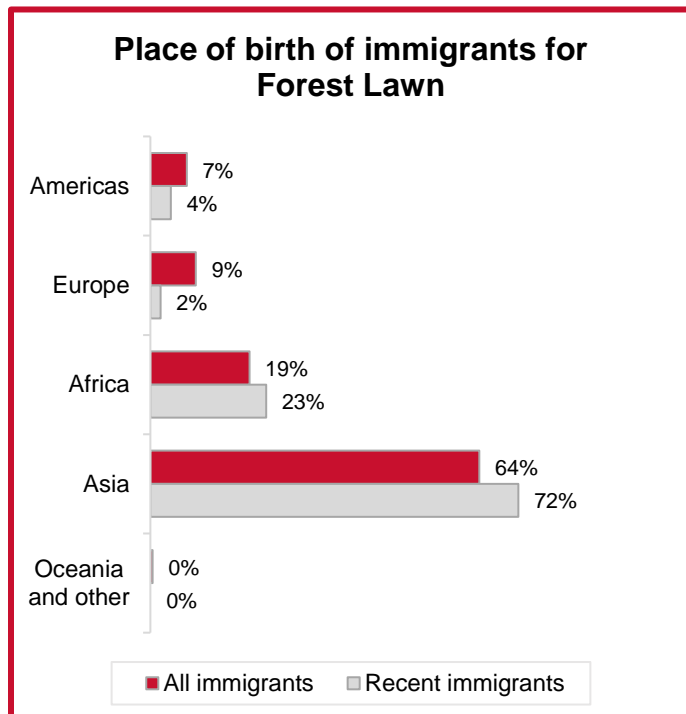 Place of birth of immigrants for
Forest Lawn
Americas
7%
4%
Europe
9%
2%
Africa
19%
23%
Asia
64%
72%
Oceania
and other
0%
0%
All immigrants
Recent immigrants